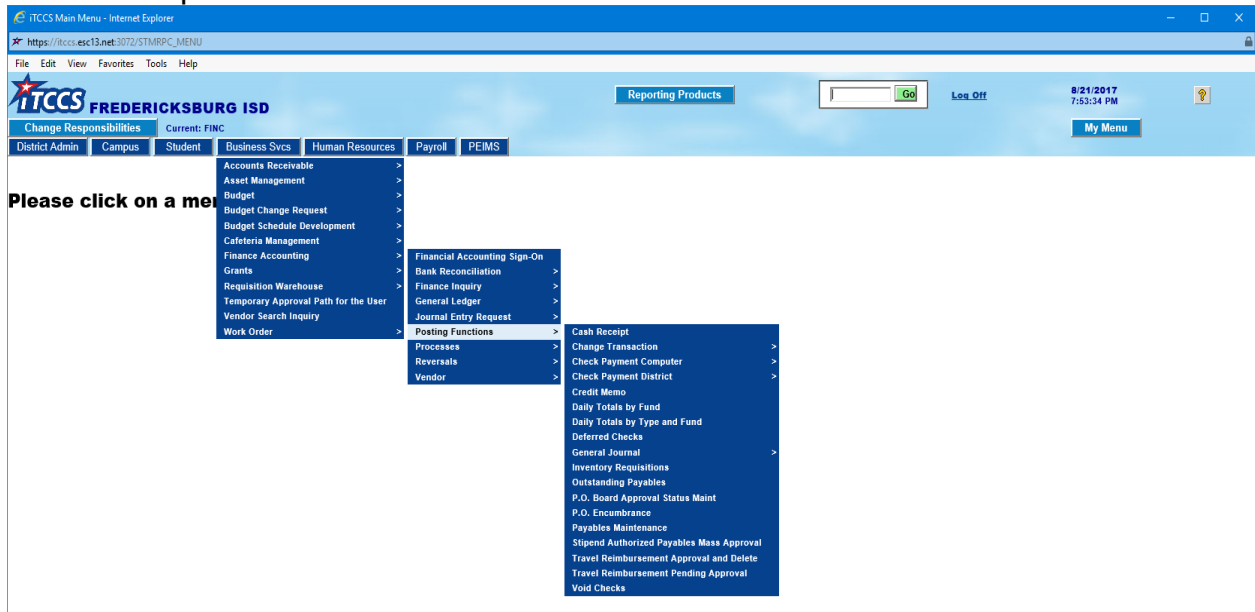 iTCCS Main Menu - Internet Explorer
https://itccs.esc13.net:3072/STMRPC_MENU
File Edit View Favorites Tools Help
iTCCS FREDERICKSBURG ISD
Reporting Products
Go
Log Off
8/21/2017
7:53:34 PM
?
Change Responsibilities Current: FINC
My Menu
District Admin Campus Student Business Svcs Human Resources Payroll PEIMS
Please click on a me
Accounts Receivable >
Asset Management >
Budget >
Budget Change Request >
Budget Schedule Development >
Cafeteria Management >
Finance Accounting >
Grants >
Requisition Warehouse >
Temporary Approval Path for the User
Vendor Search Inquiry
Work Order >
Financial Accounting Sign-On
Bank Reconciliation >
Finance Inquiry >
General Ledger >
Journal Entry Request >
Posting Functions >
Processes >
Reversals >
Vendor >
Cash Receipt
Change Transaction >
Check Payment Computer >
Check Payment District >
Credit Memo
Daily Totals by Fund
Daily Totals by Type and Fund
Deferred Checks
General Journal >
Inventory Requisitions
Outstanding Payables
P.O. Board Approval Status Maint
P.O. Encumbrance
Payables Maintenance
Stipend Authorized Payables Mass Approval
Travel Reimbursement Approval and Delete
Travel Reimbursement Pending Approval
Void Checks